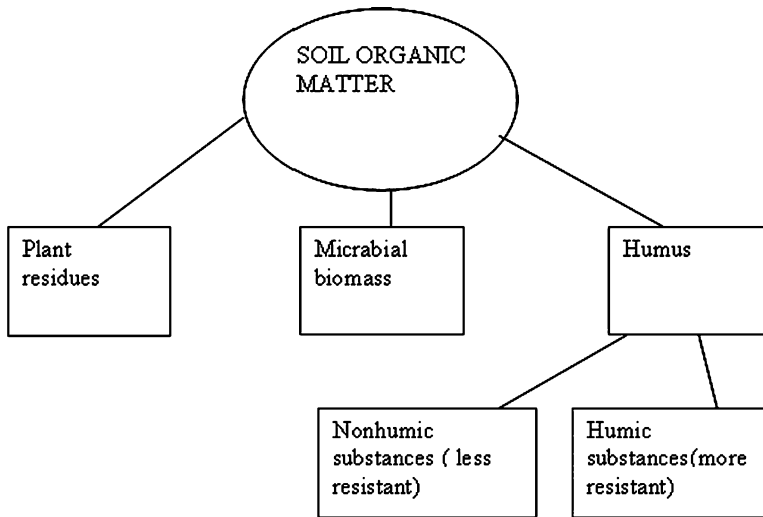 SOIL ORGANIC
MATTER
Plant
residues
Micrabial
biomass
Humus
Nonhumic
substances ( less
resistant)
Humic
substances(more
resistant)